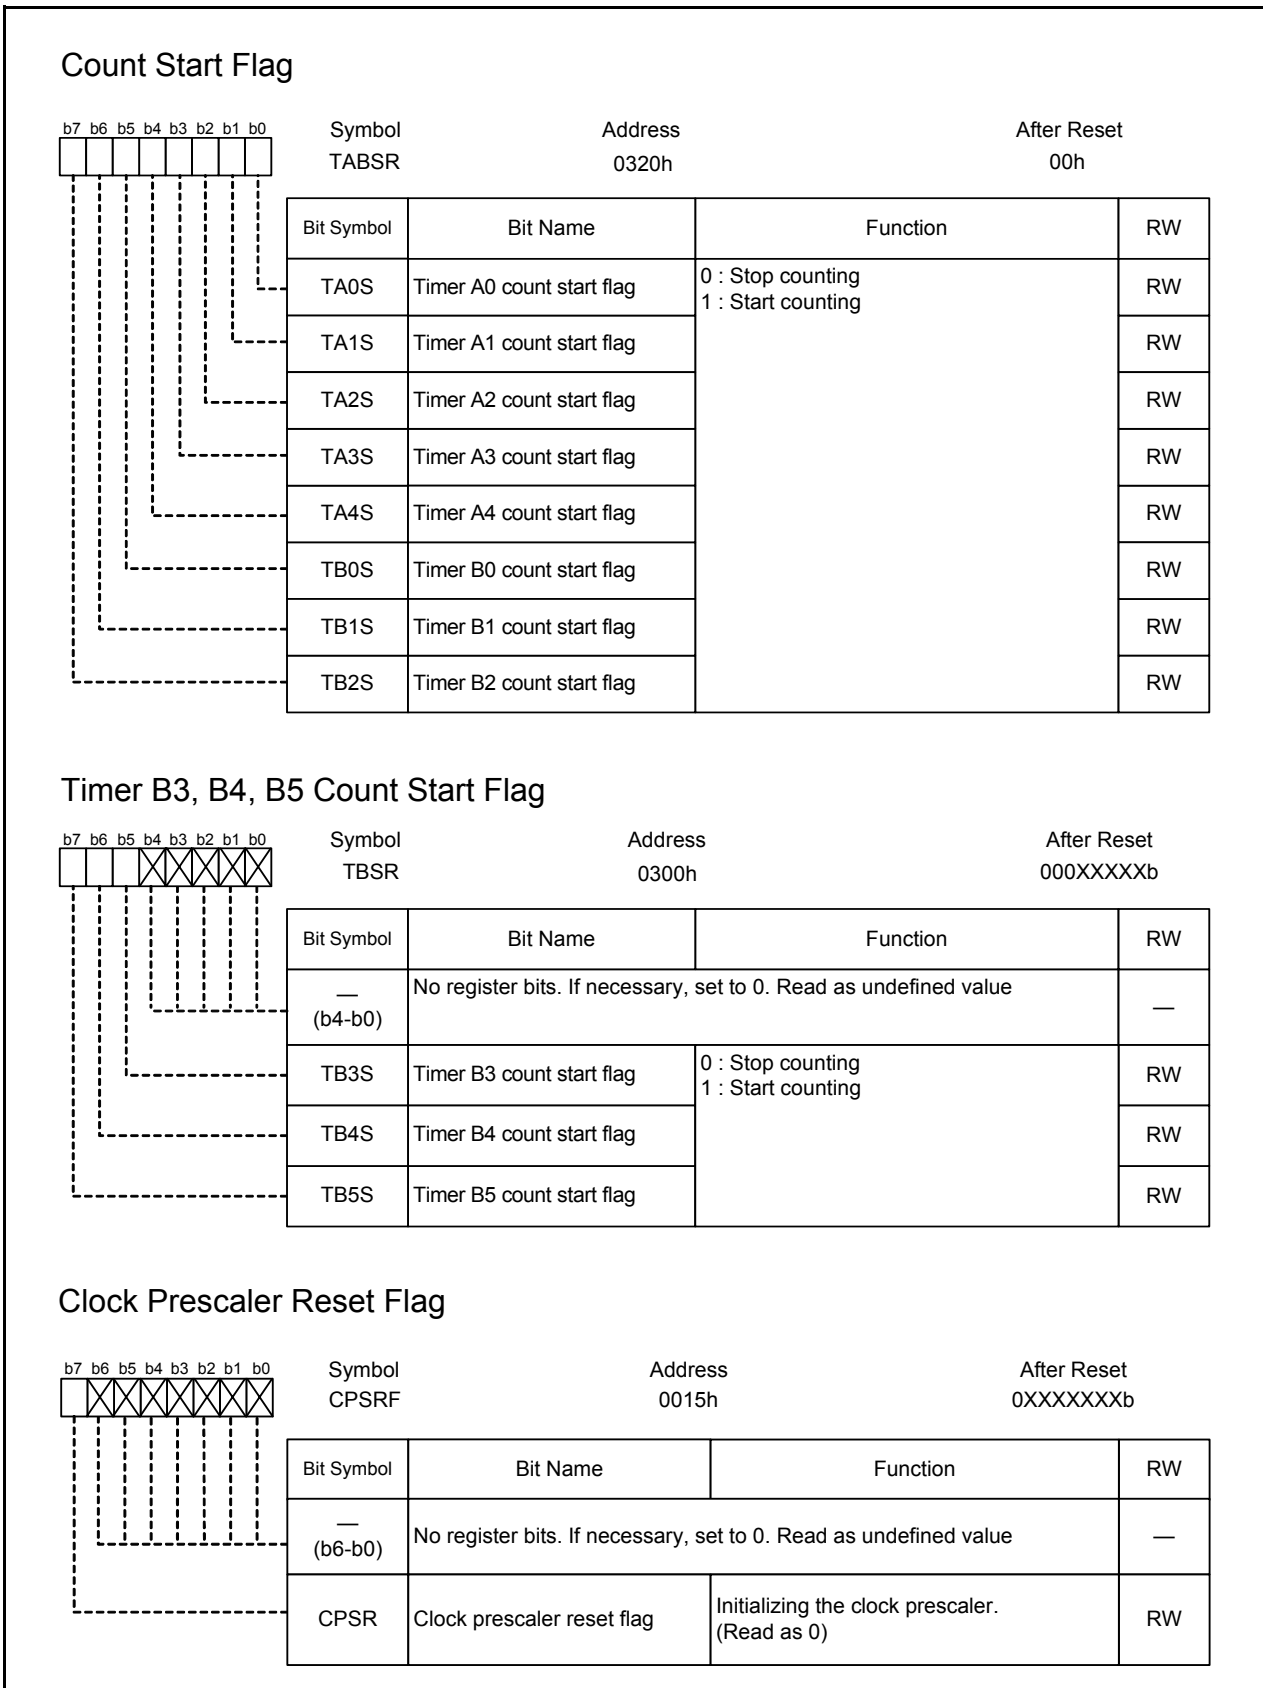 Count Start Flag
b7 b6 b5 b4 b3 b2 b1 b0
Symbol Address After Reset
TABSR 0320h 00h
Bit Symbol Bit Name Function RW
TA0S Timer A0 count start flag 0 : Stop counting RW
1 : Start counting
TA1S Timer A1 count start flag RW
TA2S Timer A2 count start flag RW
TA3S Timer A3 count start flag RW
TA4S Timer A4 count start flag RW
TB0S Timer B0 count start flag RW
TB1S Timer B1 count start flag RW
TB2S Timer B2 count start flag RW
Timer B3, B4, B5 Count Start Flag
b7 b6 b5 b4 b3 b2 b1 b0
Symbol Address After Reset
TBSR 0300h 000XXXXXb
Bit Symbol Bit Name Function RW
— No register bits. If necessary, set to 0. Read as undefined value —
(b4-b0)
TB3S Timer B3 count start flag 0 : Stop counting RW
1 : Start counting
TB4S Timer B4 count start flag RW
TB5S Timer B5 count start flag RW
Clock Prescaler Reset Flag
b7 b6 b5 b4 b3 b2 b1 b0
Symbol Address After Reset
CPSRF 0015h 0XXXXXXXb
Bit Symbol Bit Name Function RW
— No register bits. If necessary, set to 0. Read as undefined value —
(b6-b0)
CPSR Clock prescaler reset flag Initializing the clock prescaler. RW
(Read as 0)